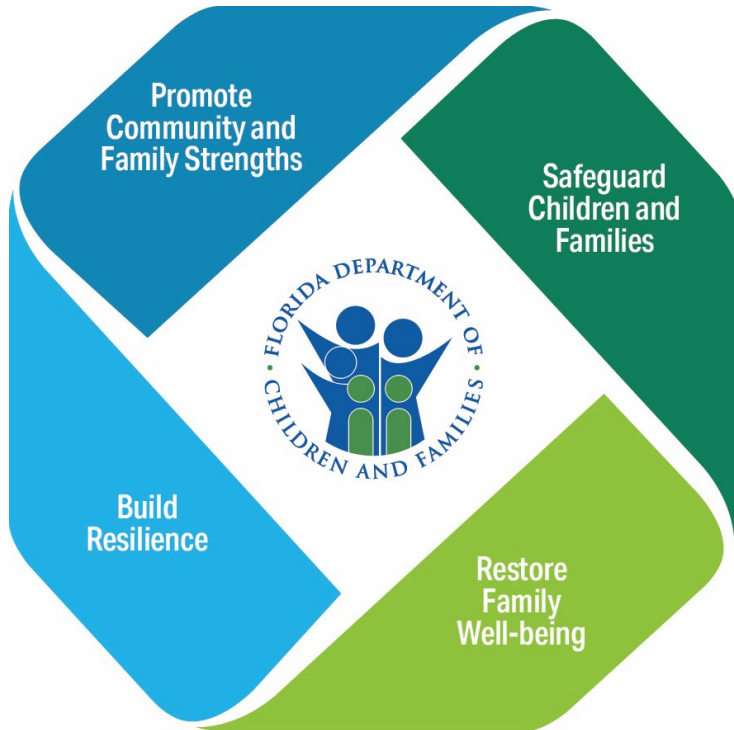 Promote
Community and
Family Strengths
Safeguard
Children and
Families
FLORIDA DEPARTMENT OF
CHILDREN AND FAMILIES
Build
Resilience
Restore
Family
Well-being